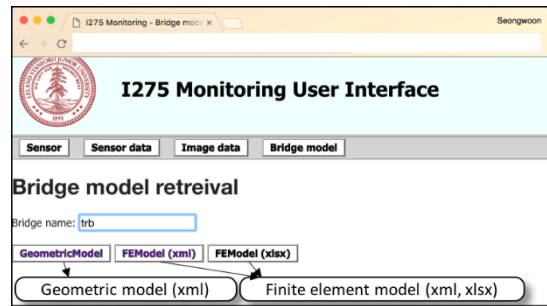 I275 Monitoring - Bridge mod
Seongwoon
I275 Monitoring User Interface
Sensor Sensor data Image data Bridge model
Bridge model retreival
Bridge name: trb
GeometricModel FEModel (xml) FEModel (xlsx)
Geometric model (xml) Finite element model (xml, xlsx)